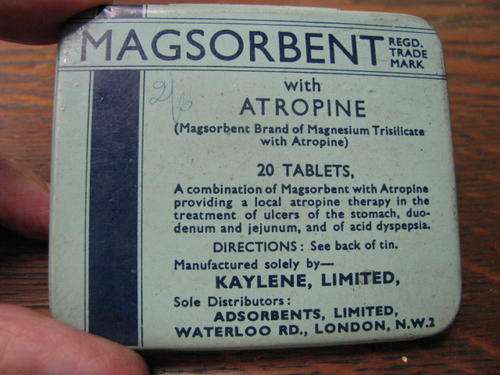 MAGSORBENT REGD. TRADE MARK
with
ATROPINE
(Magsorbent Brand of Magnesium Trisilicate
with Atropine)
20 TABLETS,
A combination of Magsorbent with Atropine
providing a local atropine therapy in the
treatment of ulcers of the stomach, duo-
denum and jejunum, and of acid dyspepsia.
DIRECTIONS: See back of tin.
Manufactured solely by—
KAYLENE, LIMITED,
Sole Distributors:
ADSORBENTS, LIMITED,
WATERLOO RD., LONDON, N.W.2